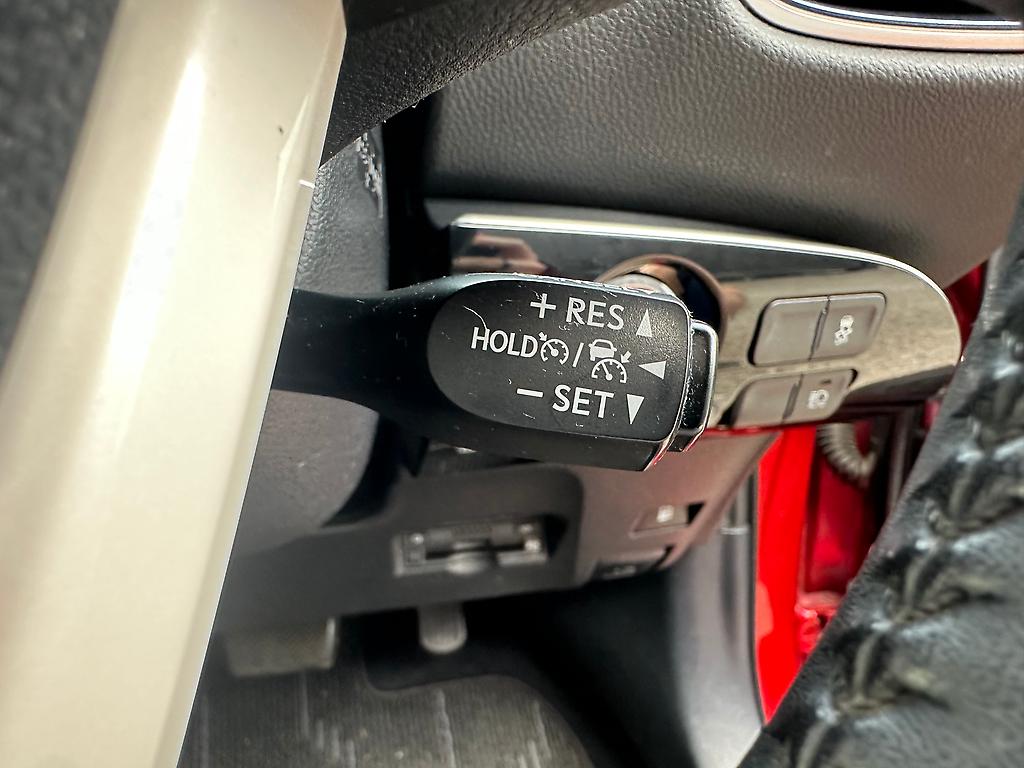 + RES
HOLD /
− SET